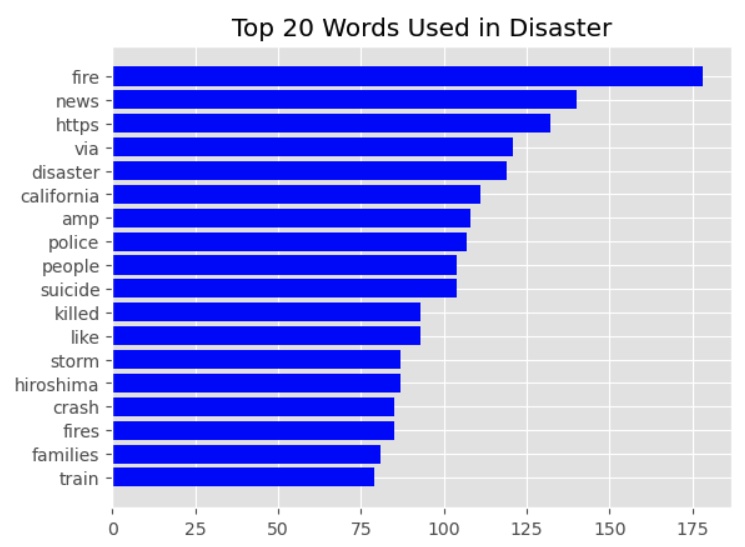 Top 20 Words Used in Disaster
fire
news
https
via
disaster
california
amp
police
people
suicide
killed
like
storm
hiroshima
crash
fires
families
train
0 25 50 75 100 125 150 175